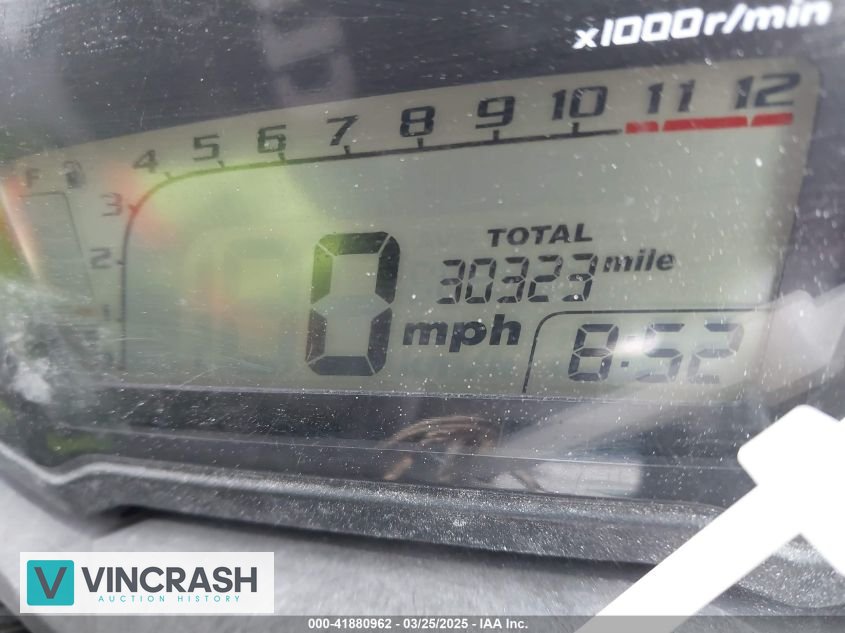 x1000r/min
F
3 4 5 6 7 8 9 10 11 12
2
1
TOTAL
30323 mile
0 mph
8:52
V VINCRASH
AUCTION HISTORY
000-41880962 - 03/25/2025 - IAA Inc.